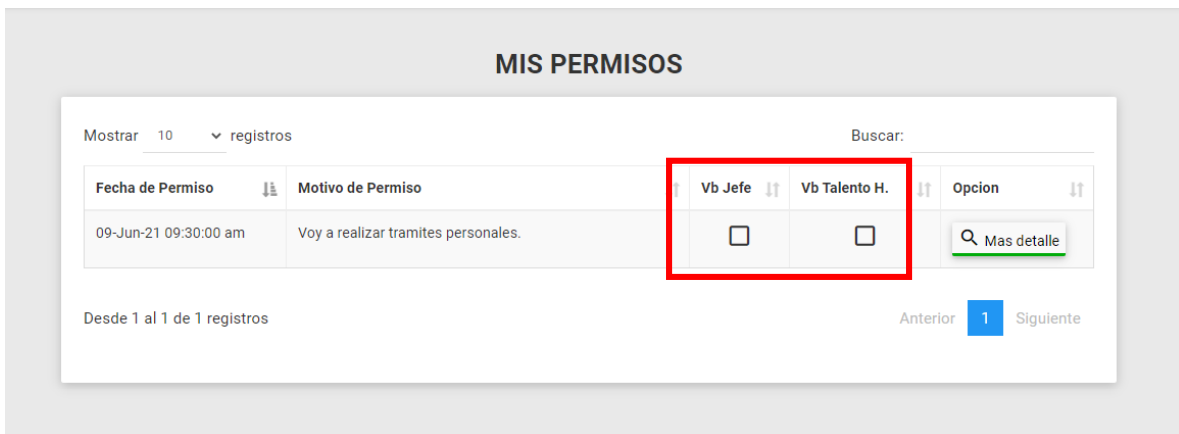 MIS PERMISOS
Mostrar 10 registros Buscar:
Fecha de Permiso Motivo de Permiso Vb Jefe Vb Talento H. Opcion
09-Jun-21 09:30:00 am Voy a realizar tramites personales. Mas detalle
Desde 1 al 1 de 1 registros Anterior 1 Siguiente